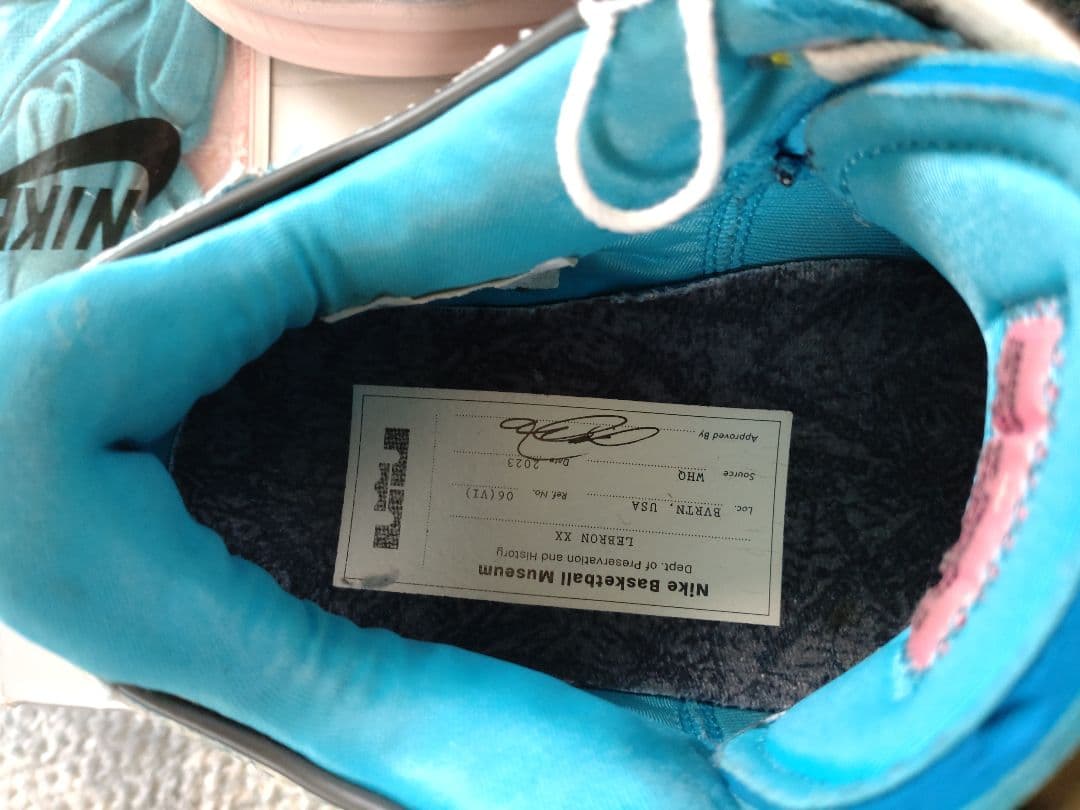 Nike Basketball Museum
Dept. of Preservation and History
LEBRON XX
Loc. BVRTN, USA Ref No. 06(VI)
Source WHQ Date 2023
Approved By
NIKE